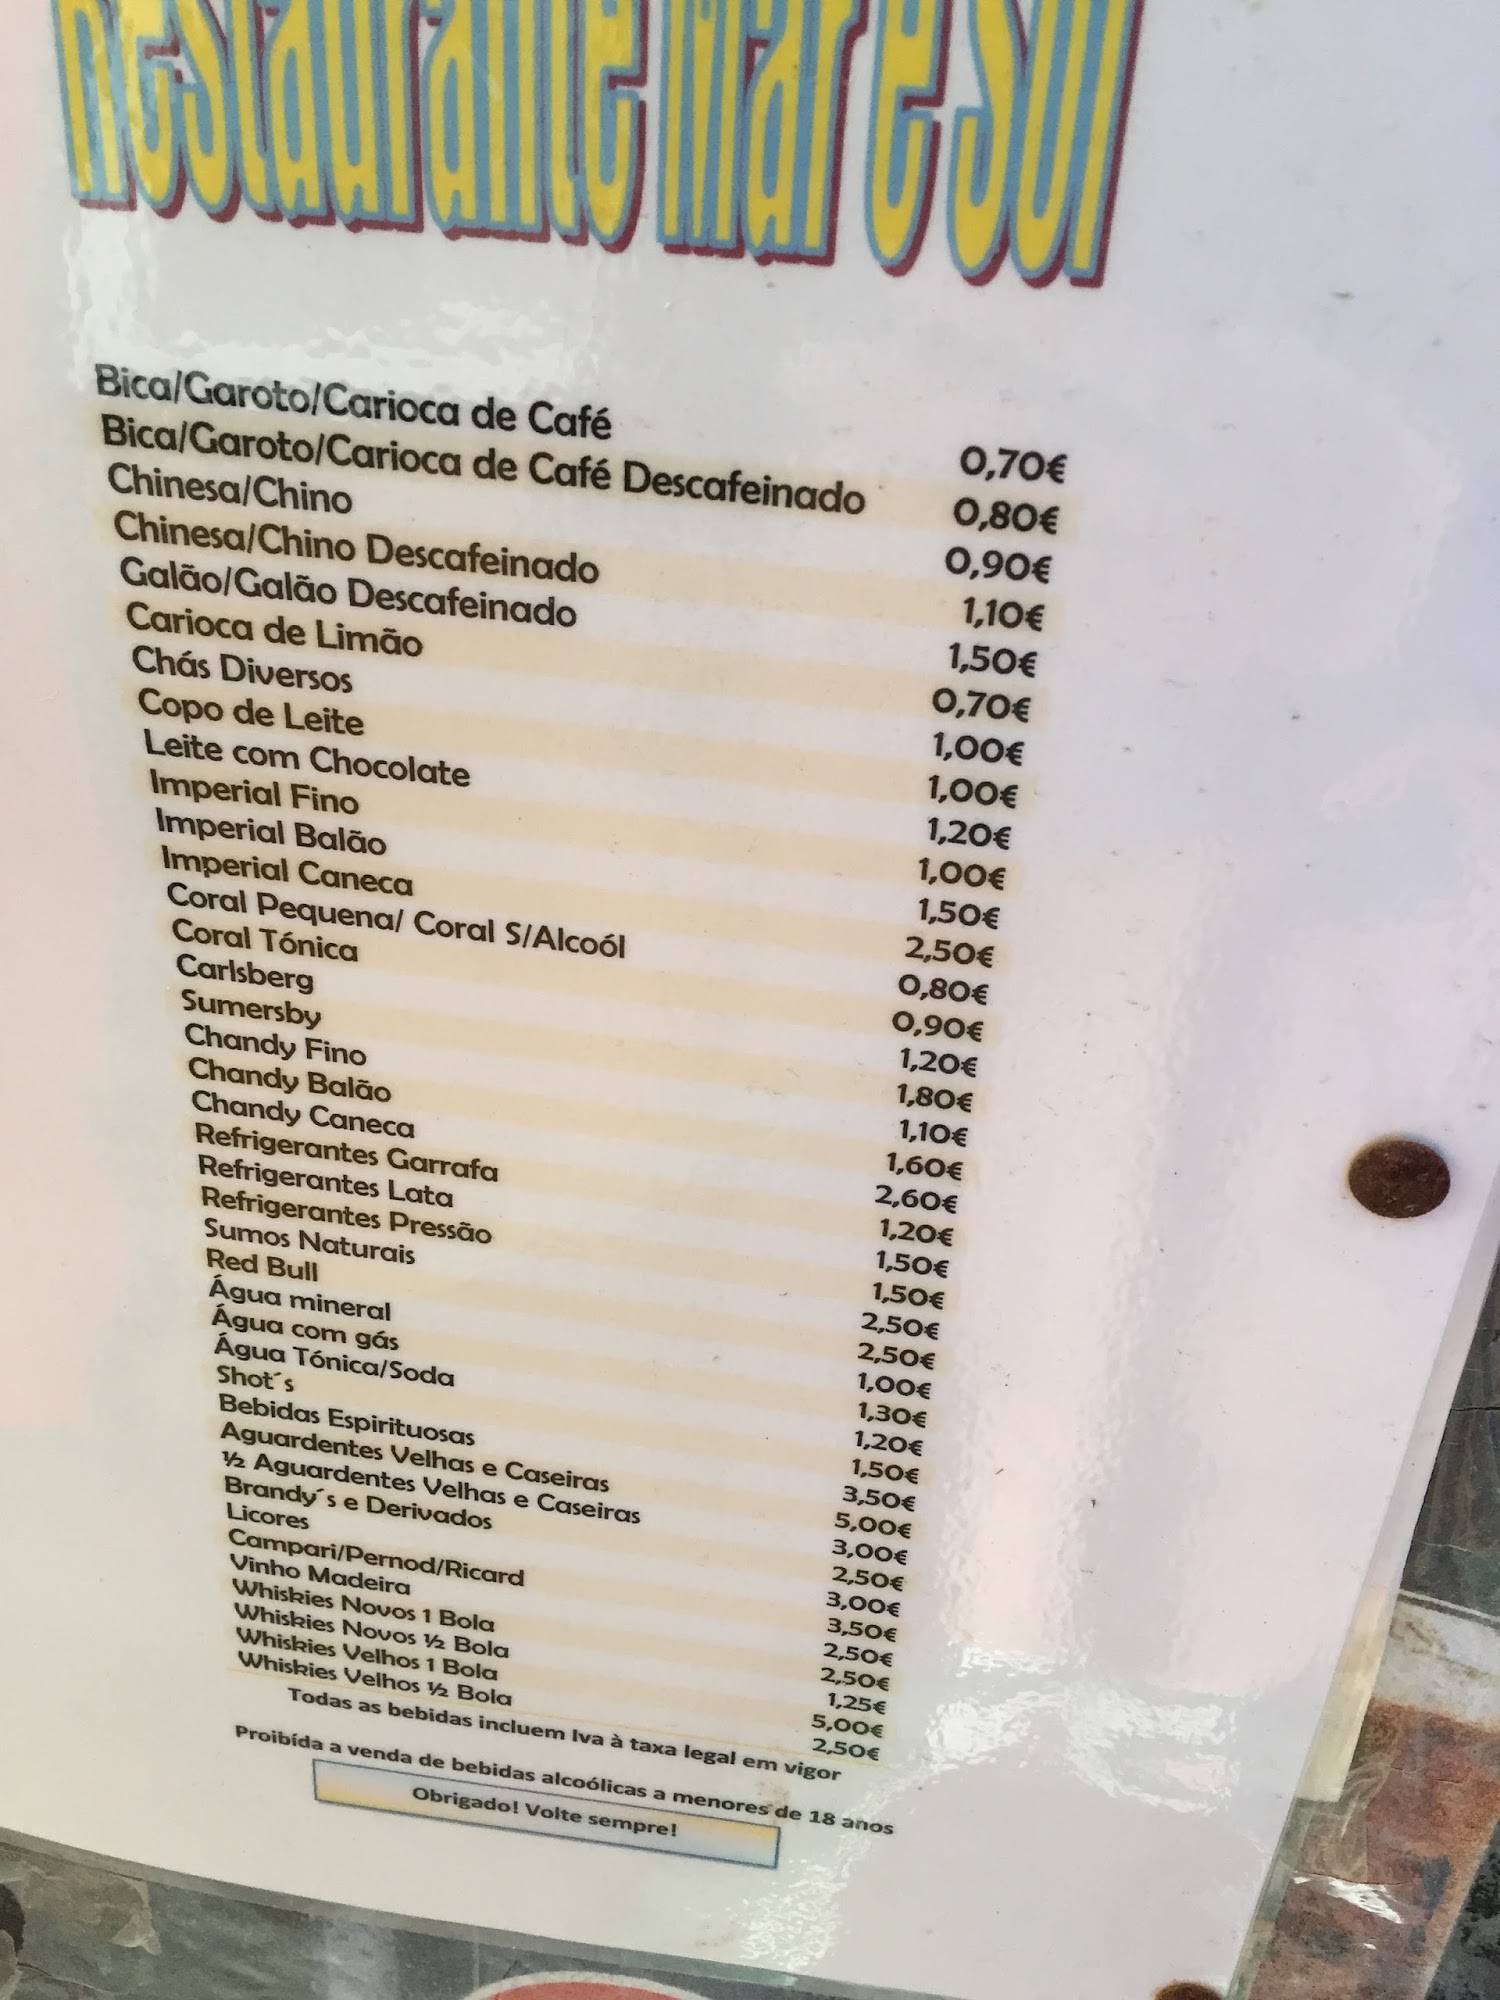 Restaurante Mar e Sol
Bica/Garoto/Carioca de Café 0,70€
Bica/Garoto/Carioca de Café Descafeinado 0,80€
Chinesa/Chino 0,90€
Chinesa/Chino Descafeinado 1,10€
Galão/Galão Descafeinado 1,50€
Carioca de Limão 0,70€
Chás Diversos 1,00€
Copo de Leite 1,00€
Leite com Chocolate 1,20€
Imperial Fino 1,00€
Imperial Balão 1,50€
Imperial Caneca 2,50€
Coral Pequena/ Coral S/Alcoól 0,80€
Coral Tónica 0,90€
Carlsberg 1,20€
Sumersby 1,80€
Chandy Fino 1,10€
Chandy Balão 1,60€
Chandy Caneca 2,60€
Refrigerantes Garrafa 1,20€
Refrigerantes Lata 1,50€
Refrigerantes Pressão 1,50€
Sumos Naturais 2,50€
Red Bull 2,50€
Água mineral 1,00€
Água com gás 1,30€
Água Tónica/Soda 1,20€
Shot´s 1,50€
Bebidas Espirituosas 3,50€
Aguardentes Velhas e Caseiras 5,00€
½ Aguardentes Velhas e Caseiras 3,00€
Brandy´s e Derivados 2,50€
Licores 3,00€
Campari/Pernod/Ricard 3,50€
Vinho Madeira 2,50€
Whiskies Novos 1 Bola 2,50€
Whiskies Novos ½ Bola 1,25€
Whiskies Velhos 1 Bola 5,00€
Whiskies Velhos ½ Bola 2,50€
Todas as bebidas incluem Iva à taxa legal em vigor
Proibída a venda de bebidas alcoólicas a menores de 18 anos
Obrigado! Volte sempre!